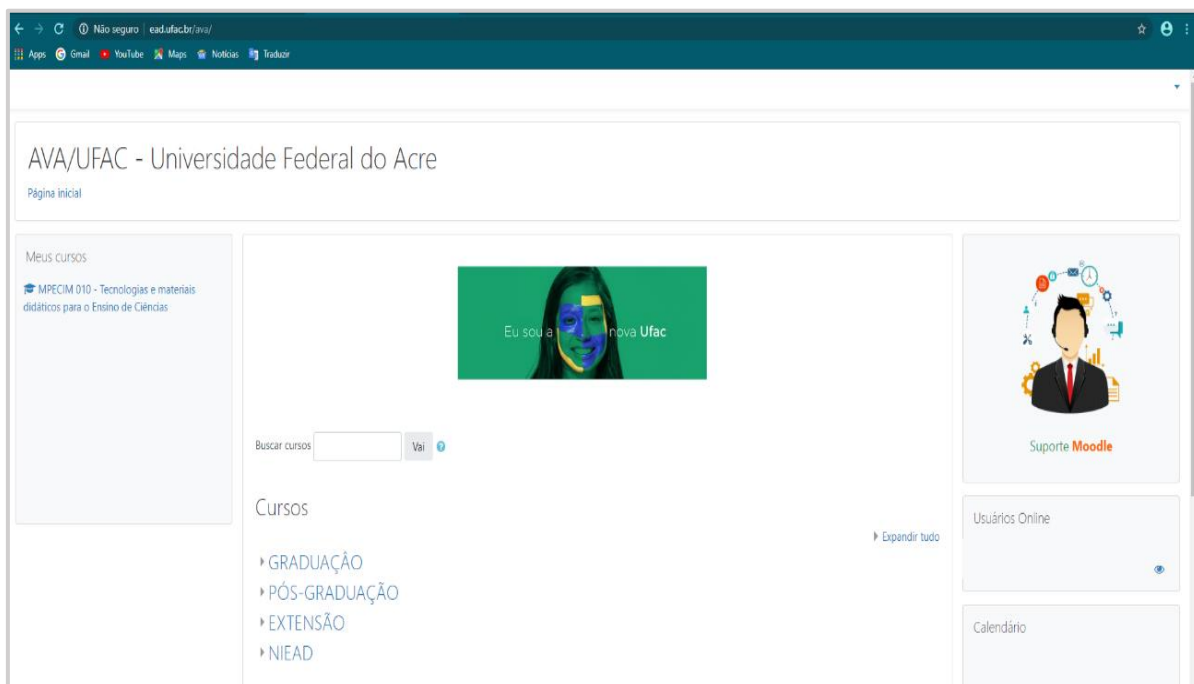 Não seguro | ead.ufac.br/ava/
Apps Gmail YouTube Maps Notícias Traduzir
AVA/UFAC - Universidade Federal do Acre
Página inicial
Meus cursos
MPECIM 010 - Tecnologias e materiais
didáticos para o Ensino de Ciências
Eu sou a nova Ufac
Buscar cursos Vai
Cursos
Expandir tudo
GRADUAÇÂO
PÓS-GRADUAÇÃO
EXTENSÃO
NIEAD
Suporte Moodle
Usuários Online
Calendário